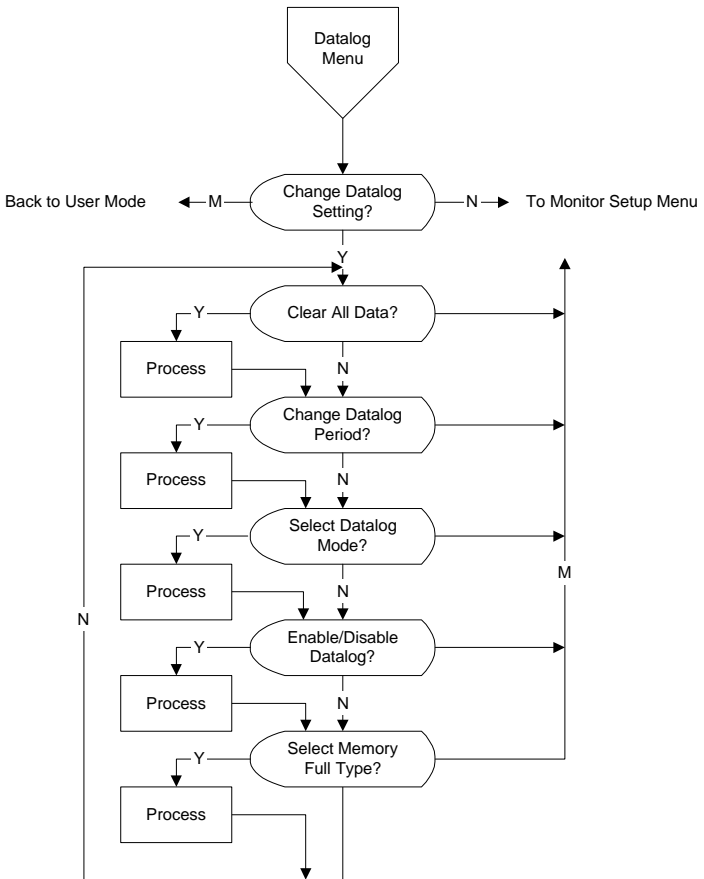 Datalog
Menu
Back to User Mode
M
Change Datalog
Setting?
N
To Monitor Setup Menu
Y
Y
Clear All Data?
Process
N
Y
Change Datalog
Period?
Process
N
Y
Select Datalog
Mode?
M
Process
N
N
Y
Enable/Disable
Datalog?
Process
N
Y
Select Memory
Full Type?
Process